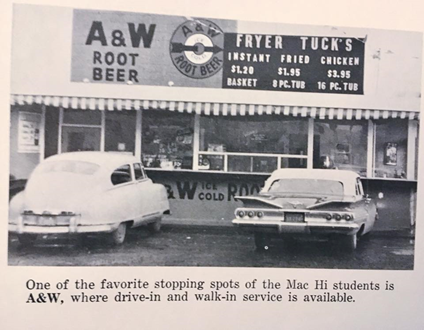 A&W
ROOT
BEER
A&W
ROOT BEER
FRYER TUCK'S
INSTANT FRIED CHICKEN
$1.20 $1.95 $3.95
BASKET 8 PC. TUB 16 PC. TUB
&W ICE COLD ROO
One of the favorite stopping spots of the Mac Hi students is
A&W, where drive-in and walk-in service is available.